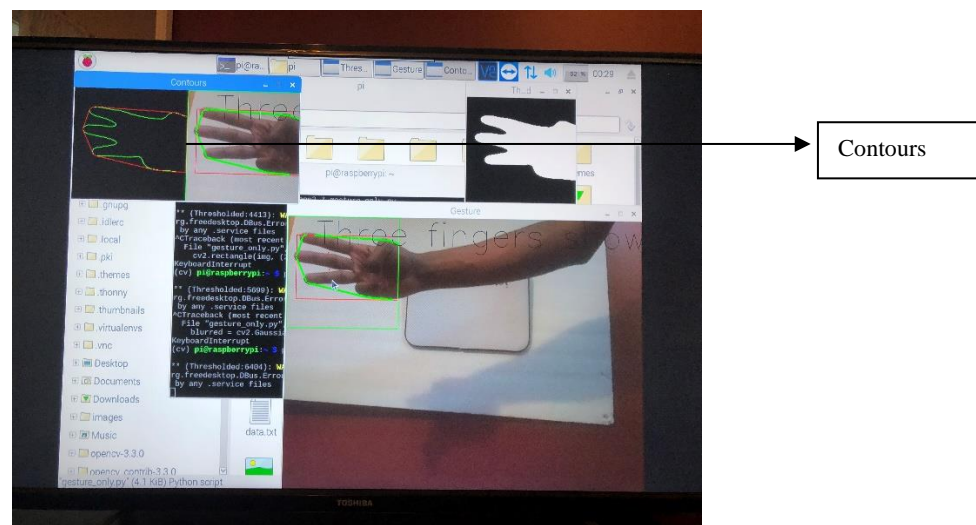 pi@ra..
pi
Thres..
Gesture
Conto..
V2
32 %
03:29
Contours
pi
Th...d
Three
Contours
pi@raspberrypi: ~
emes
.gnupg
.idlerc
.local
.pki
.themes
.thonny
.thumbnails
.virtualenvs
.vnc
Desktop
Documents
Downloads
images
Music
opencv-3.3.0
opencv_contrib-3.3.0
"gesture_only.py" (4.1 KiB) Python script
** (Thresholded:4413): WA
rg.freedesktop.DBus.Erro
by any .service files
^CTraceback (most recent
File "gesture_only.py",
cv2.rectangle(img, (
KeyboardInterrupt
(cv) pi@raspberrypi:~ $ p
** (Thresholded:5699): WA
rg.freedesktop.DBus.Erro
by any .service files
^CTraceback (most recent
File "gesture_only.py",
blurred = cv2.Gaussia
KeyboardInterrupt
(cv) pi@raspberrypi:~ $ p
** (Thresholded:6404): WA
rg.freedesktop.DBus.Erro
by any .service files
Gesture
Three fingers show
data.txt
TOSHIBA